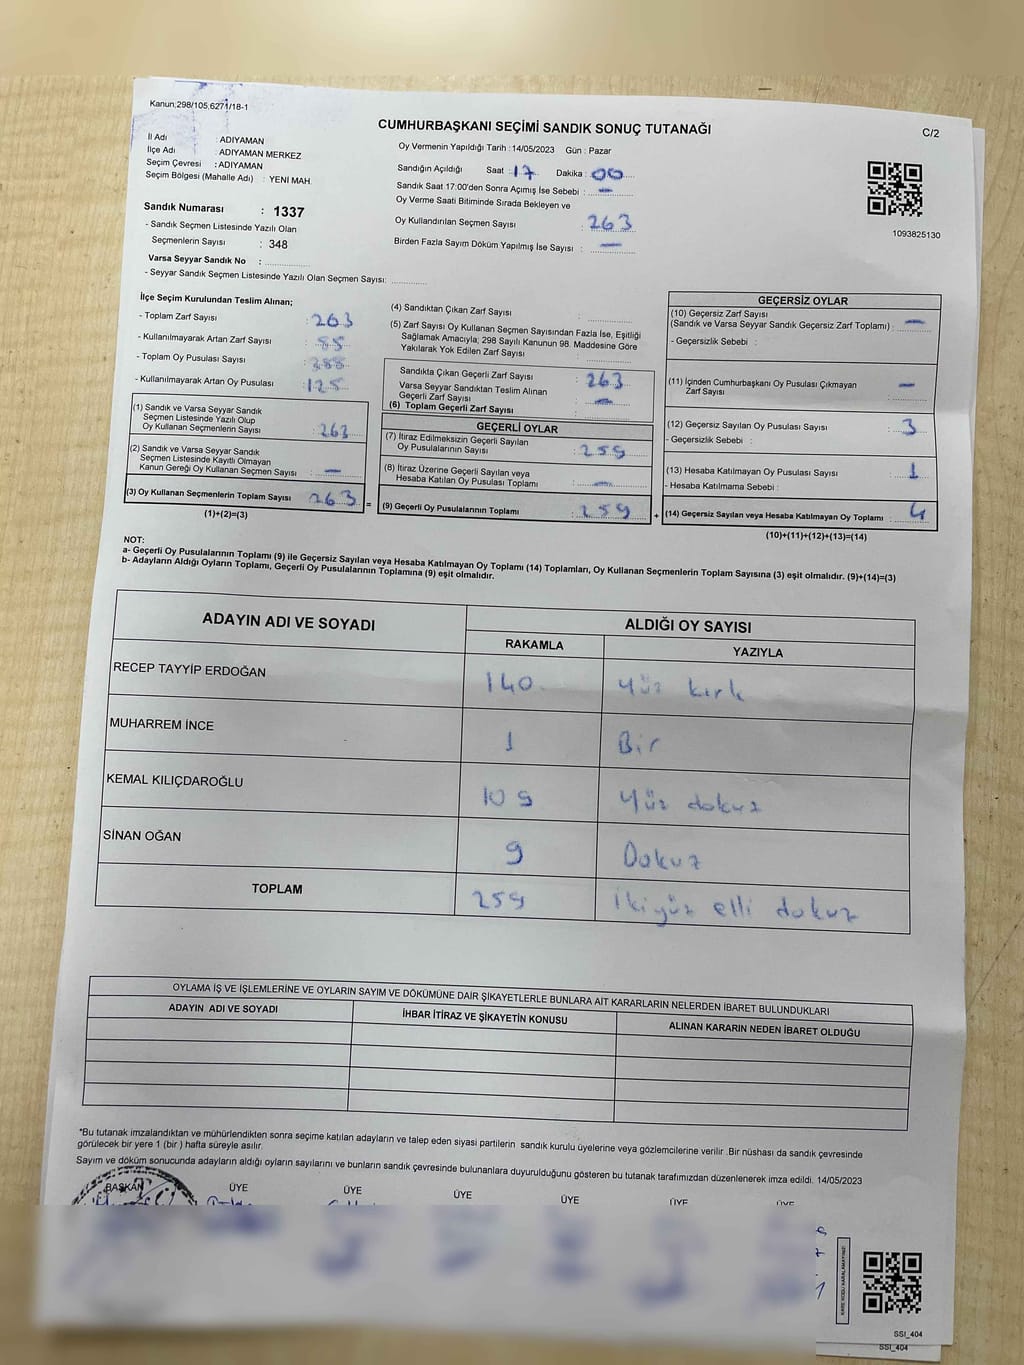 Kanun;298/105,6271/18-1
CUMHURBAŞKANI SEÇİMİ SANDIK SONUÇ TUTANAĞI
C/2
İl Adı : ADIYAMAN
İlçe Adı : ADIYAMAN MERKEZ
Seçim Çevresi : ADIYAMAN
Seçim Bölgesi (Mahalle Adı) : YENİ MAH.
Sandık Numarası : 1337
- Sandık Seçmen Listesinde Yazılı Olan
Seçmenlerin Sayısı : 348
Varsa Seyyar Sandık No :
- Seyyar Sandık Seçmen Listesinde Yazılı Olan Seçmen Sayısı:
Oy Vermenin Yapıldığı Tarih : 14/05/2023 Gün : Pazar
Sandığın Açıldığı Saat : 17 Dakika : 00
Sandık Saat 17:00'den Sonra Açımış İse Sebebi : —
Oy Verme Saati Bitiminde Sırada Bekleyen ve
Oy Kullandırılan Seçmen Sayısı : 263
Birden Fazla Sayım Döküm Yapılmış İse Sayısı : —
1093825130
İlçe Seçim Kurulundan Teslim Alınan;
- Toplam Zarf Sayısı : 263
- Kullanılmayarak Artan Zarf Sayısı : 85
- Toplam Oy Pusulası Sayısı : 388
- Kullanılmayarak Artan Oy Pusulası : 125
(1) Sandık ve Varsa Seyyar Sandık
Seçmen Listesinde Yazılı Olup
Oy Kullanan Seçmenlerin Sayısı : 263
(2) Sandık ve Varsa Seyyar Sandık
Seçmen Listesinde Kayıtlı Olmayan
Kanun Gereği Oy Kullanan Seçmen Sayısı : —
(3) Oy Kullanan Seçmenlerin Toplam Sayısı : 263 =
(1)+(2)=(3)
(4) Sandıktan Çıkan Zarf Sayısı :
(5) Zarf Sayısı Oy Kullanan Seçmen Sayısından Fazla İse, Eşitliği
Sağlamak Amacıyla; 298 Sayılı Kanunun 98. Maddesine Göre
Yakılarak Yok Edilen Zarf Sayısı :
Sandıkta Çıkan Geçerli Zarf Sayısı : 263
Varsa Seyyar Sandıktan Teslim Alınan
Geçerli Zarf Sayısı : —
(6) Toplam Geçerli Zarf Sayısı :
GEÇERLİ OYLAR
(7) İtiraz Edilmeksizin Geçerli Sayılan
Oy Pusulalarının Sayısı : 259
(8) İtiraz Üzerine Geçerli Sayılan veya
Hesaba Katılan Oy Pusulası Toplamı : —
(9) Geçerli Oy Pusulalarının Toplamı : 259 +
GEÇERSİZ OYLAR
(10) Geçersiz Zarf Sayısı
(Sandık ve Varsa Seyyar Sandık Geçersiz Zarf Toplamı) : —
- Geçersizlik Sebebi :
(11) İçinden Cumhurbaşkanı Oy Pusulası Çıkmayan
Zarf Sayısı : —
(12) Geçersiz Sayılan Oy Pusulası Sayısı : 3
- Geçersizlik Sebebi :
(13) Hesaba Katılmayan Oy Pusulası Sayısı : 1
- Hesaba Katılmama Sebebi :
(14) Geçersiz Sayılan veya Hesaba Katılmayan Oy Toplamı : 4
(10)+(11)+(12)+(13)=(14)
NOT:
a- Geçerli Oy Pusulalarının Toplamı (9) ile Geçersiz Sayılan veya Hesaba Katılmayan Oy Toplamı (14) Toplamları, Oy Kullanan Seçmenlerin Toplam Sayısına (3) eşit olmalıdır. (9)+(14)=(3)
b- Adayların Aldığı Oyların Toplamı, Geçerli Oy Pusulalarının Toplamına (9) eşit olmalıdır.
ADAYIN ADI VE SOYADI ALDIĞI OY SAYISI
RAKAMLA YAZIYLA
RECEP TAYYİP ERDOĞAN 140 Yüz kırk
MUHARREM İNCE 1 Bir
KEMAL KILIÇDAROĞLU 109 Yüz dokuz
SİNAN OĞAN 9 Dokuz
TOPLAM 259 İkiyüz elli dokuz
OYLAMA İŞ VE İŞLEMLERİNE VE OYLARIN SAYIM VE DÖKÜMÜNE DAİR ŞİKAYETLERLE BUNLARA AİT KARARLARIN NELERDEN İBARET BULUNDUKLARI
ADAYIN ADI VE SOYADI İHBAR İTİRAZ VE ŞİKAYETİN KONUSU ALINAN KARARIN NEDEN İBARET OLDUĞU
*Bu tutanak imzalandıktan ve mühürlendikten sonra seçime katılan adayların ve talep eden siyasi partilerin sandık kurulu üyelerine veya gözlemcilerine verilir .Bir nüshası da sandık çevresinde
görülecek bir yere 1 (bir ) hafta süreyle asılır.
Sayım ve döküm sonucunda adayların aldığı oyların sayılarını ve bunların sandık çevresinde bulunanlara duyurulduğunu gösteren bu tutanak tarafımızdan düzenlenerek imza edildi. 14/05/2023
BAŞKAN ÜYE ÜYE ÜYE ÜYE ÜYE ÜYE
KARE KODU KARALAMAYINIZ!
SSI_404
SSI_404